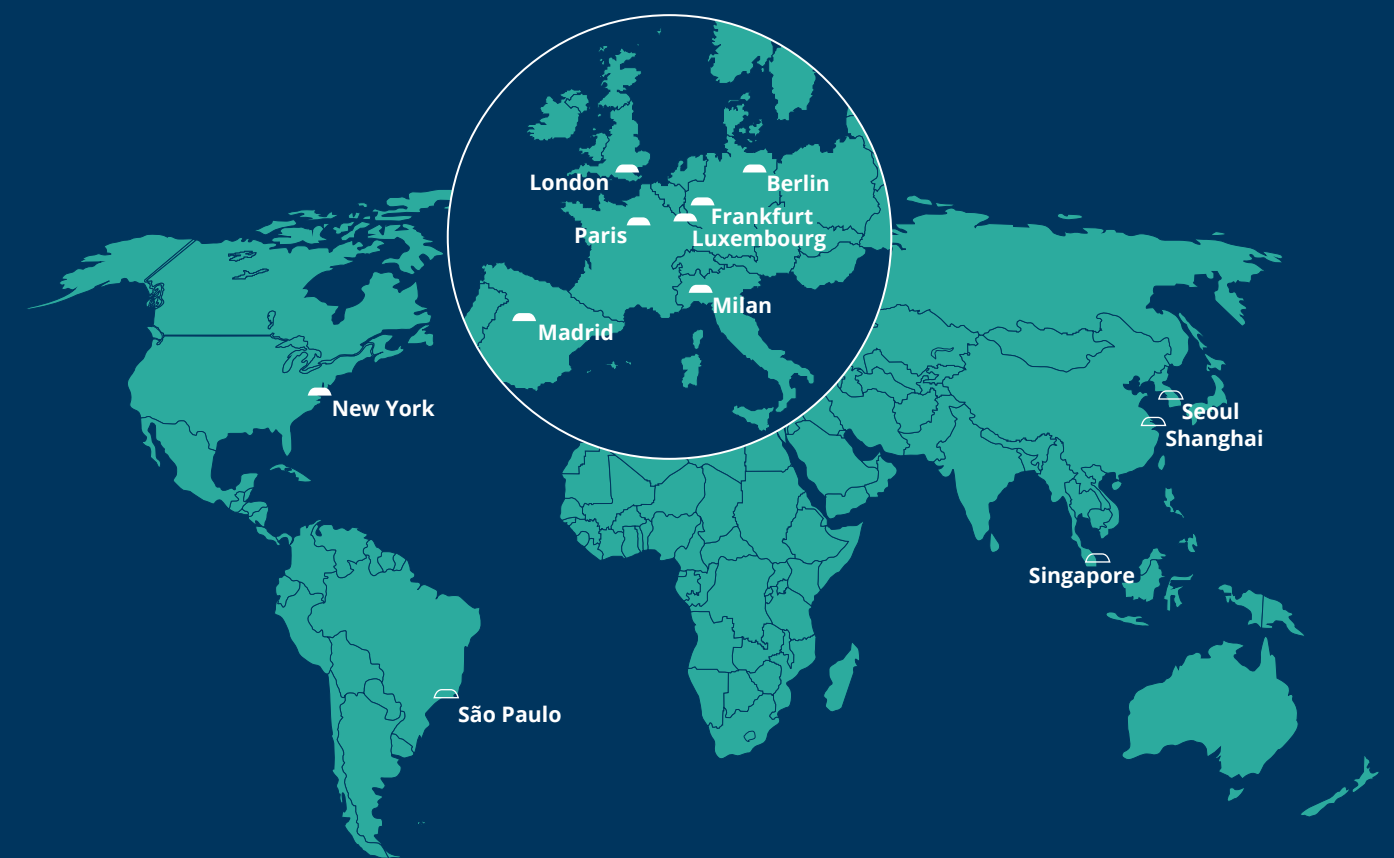 London
Berlin
Frankfurt
Paris
Luxembourg
Milan
Madrid
New York
Seoul
Shanghai
Singapore
São Paulo